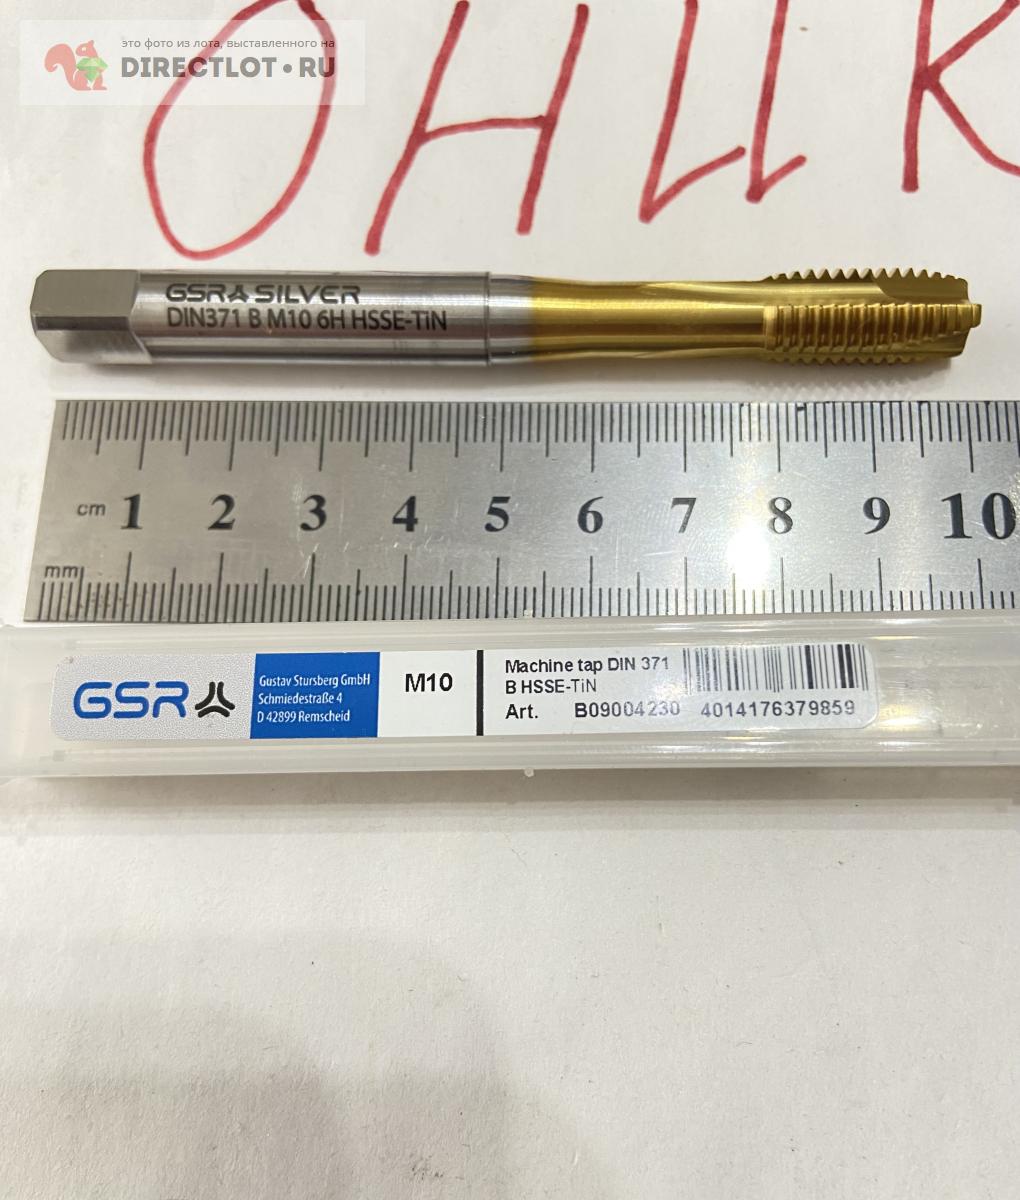 это фото из лота, выставленного на
DIRECTLOT•RU
ОНИК
GSR SILVER
DIN371 B M10 6H HSSE-TiN
cm 1 2 3 4 5 6 7 8 9 10
mm
GSR
Gustav Stursberg GmbH
Schmiedestraße 4
D 42899 Remscheid
M10
Machine tap DIN 371
B HSSE-TiN
Art. B09004230 4014176379859